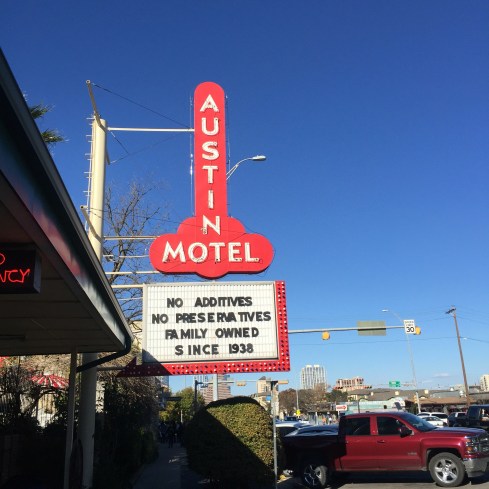 AUSTIN
MOTEL
NO ADDITIVES
NO PRESERVATIVES
FAMILY OWNED
SINCE 1938
30